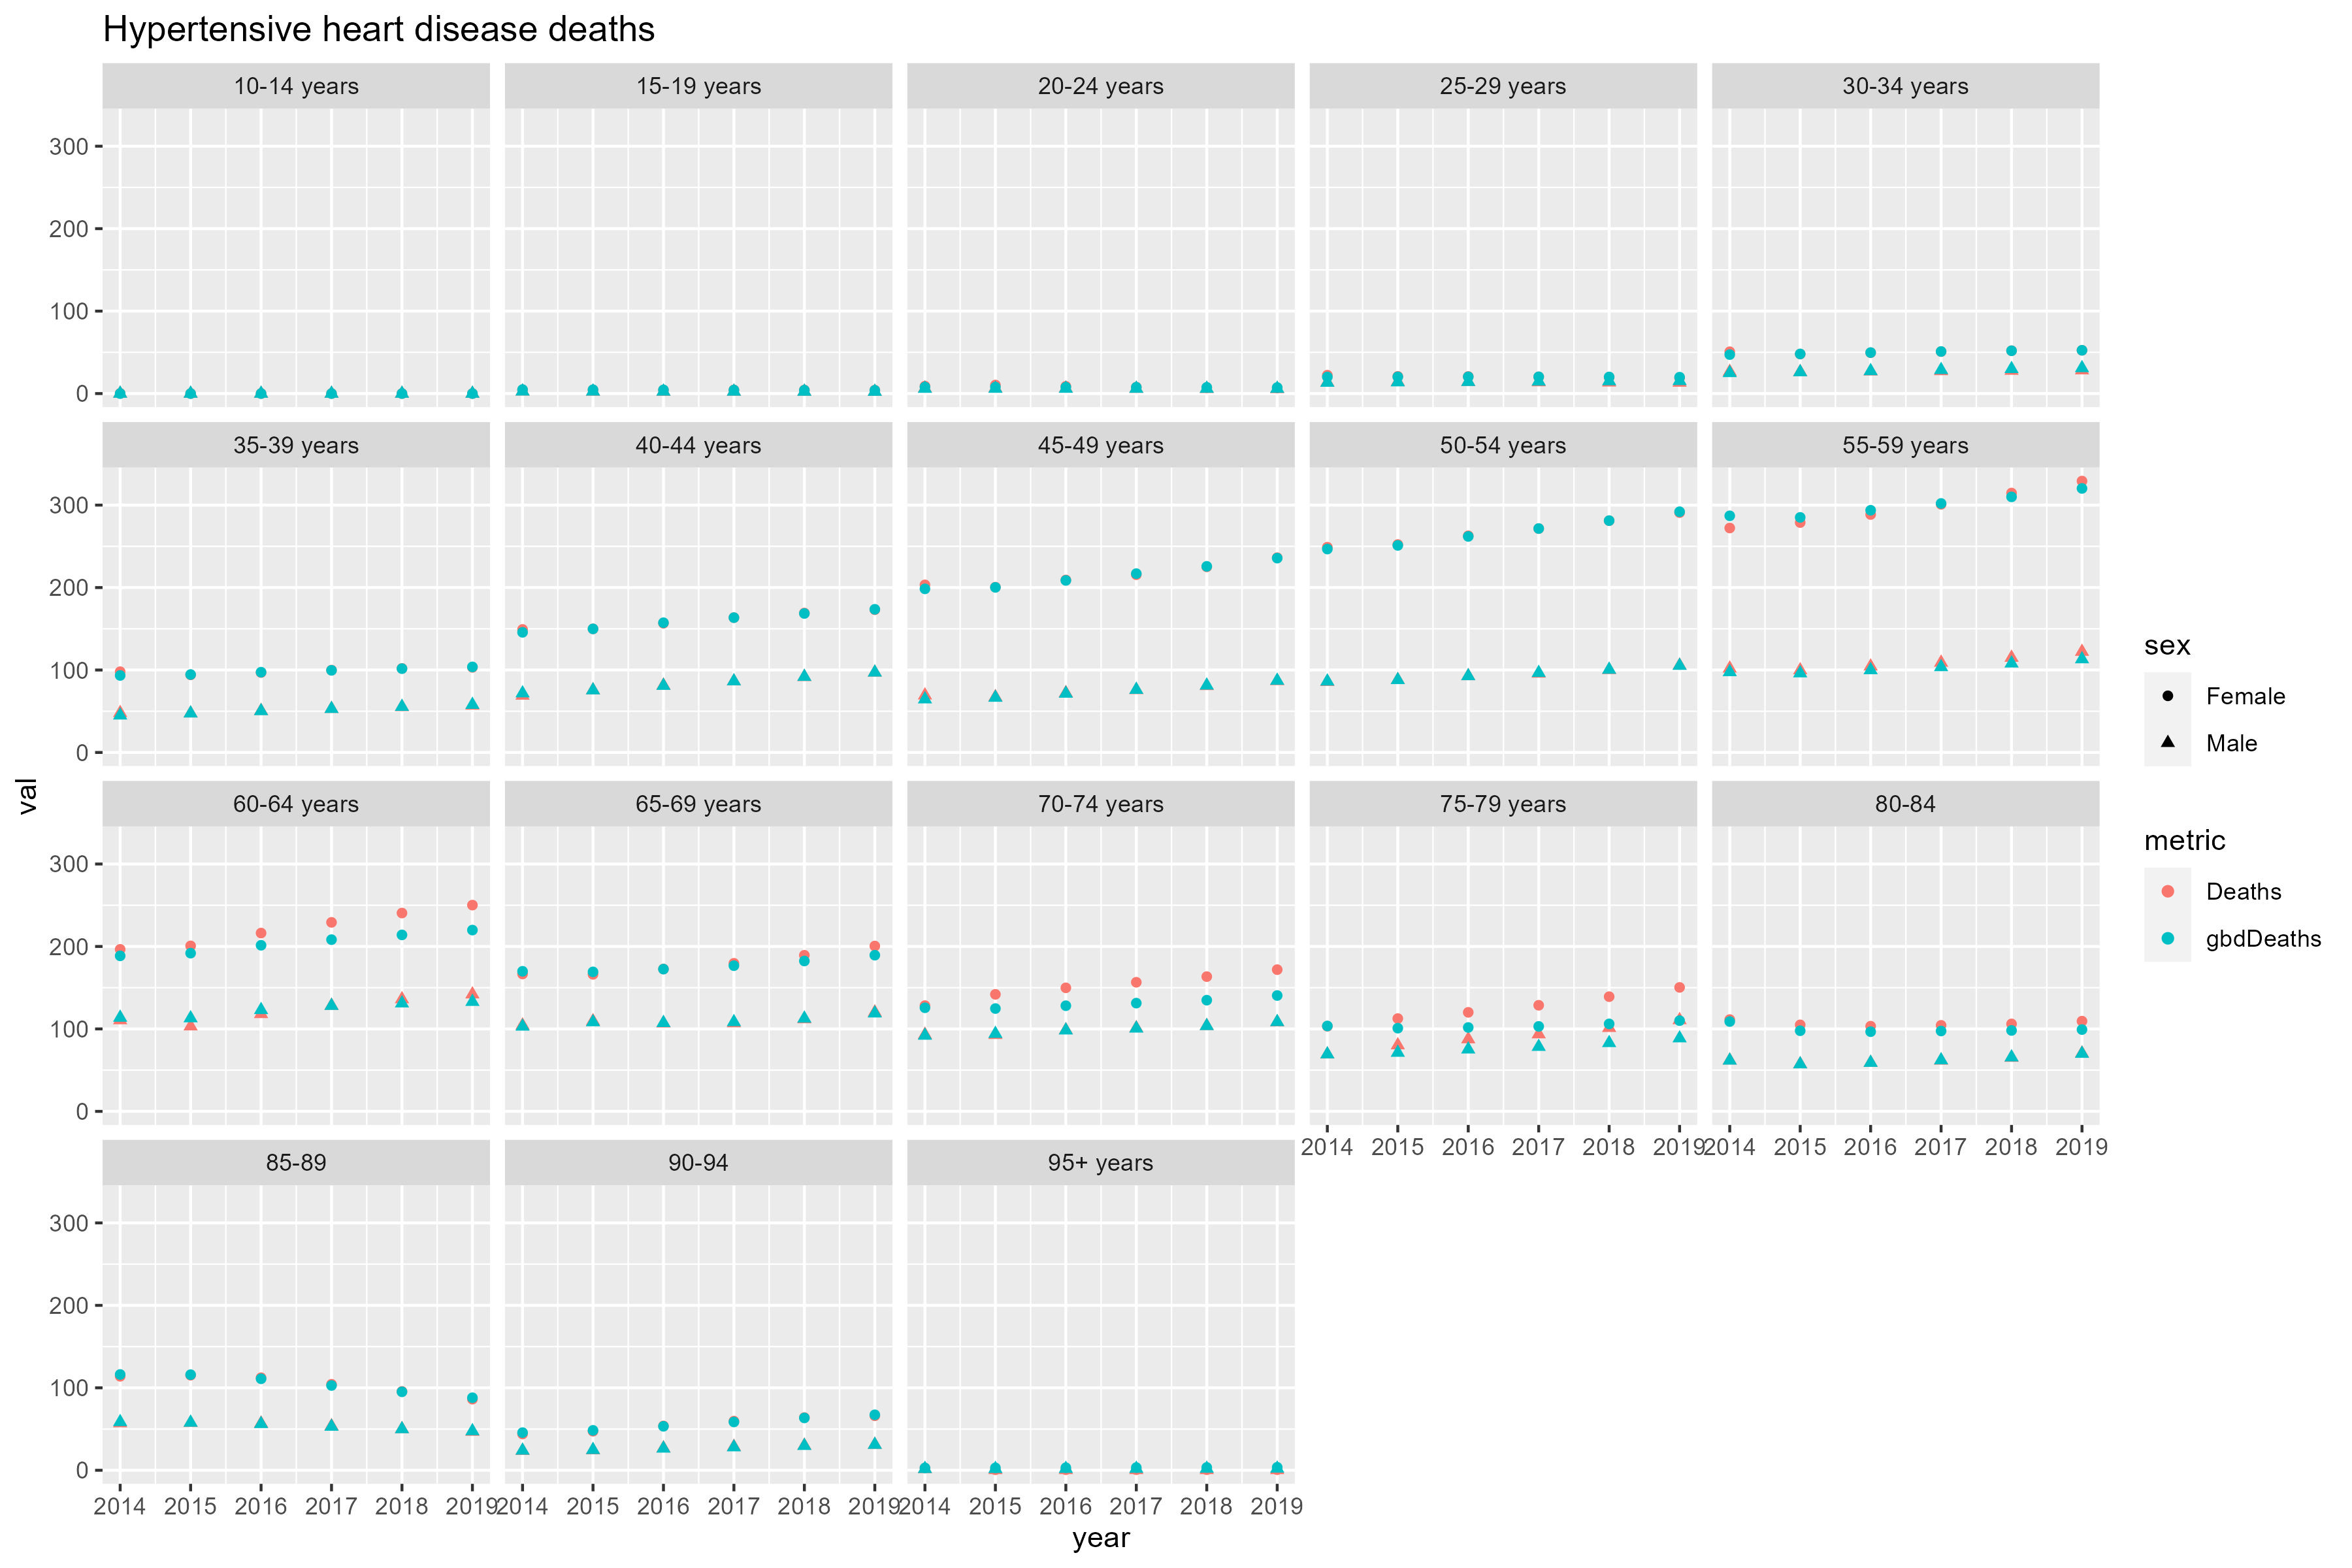 Hypertensive heart disease deaths
10-14 years 15-19 years 20-24 years 25-29 years 30-34 years
300
200
100
0
35-39 years 40-44 years 45-49 years 50-54 years 55-59 years
300
200
100
0
60-64 years 65-69 years 70-74 years 75-79 years 80-84
300
200
100
0
2014 2015 2016 2017 2018 2019 2014 2015 2016 2017 2018 2019
85-89 90-94 95+ years
300
200
100
0
2014 2015 2016 2017 2018 2019 2014 2015 2016 2017 2018 2019 2014 2015 2016 2017 2018 2019
year
val
sex
Female
Male
metric
Deaths
gbdDeaths